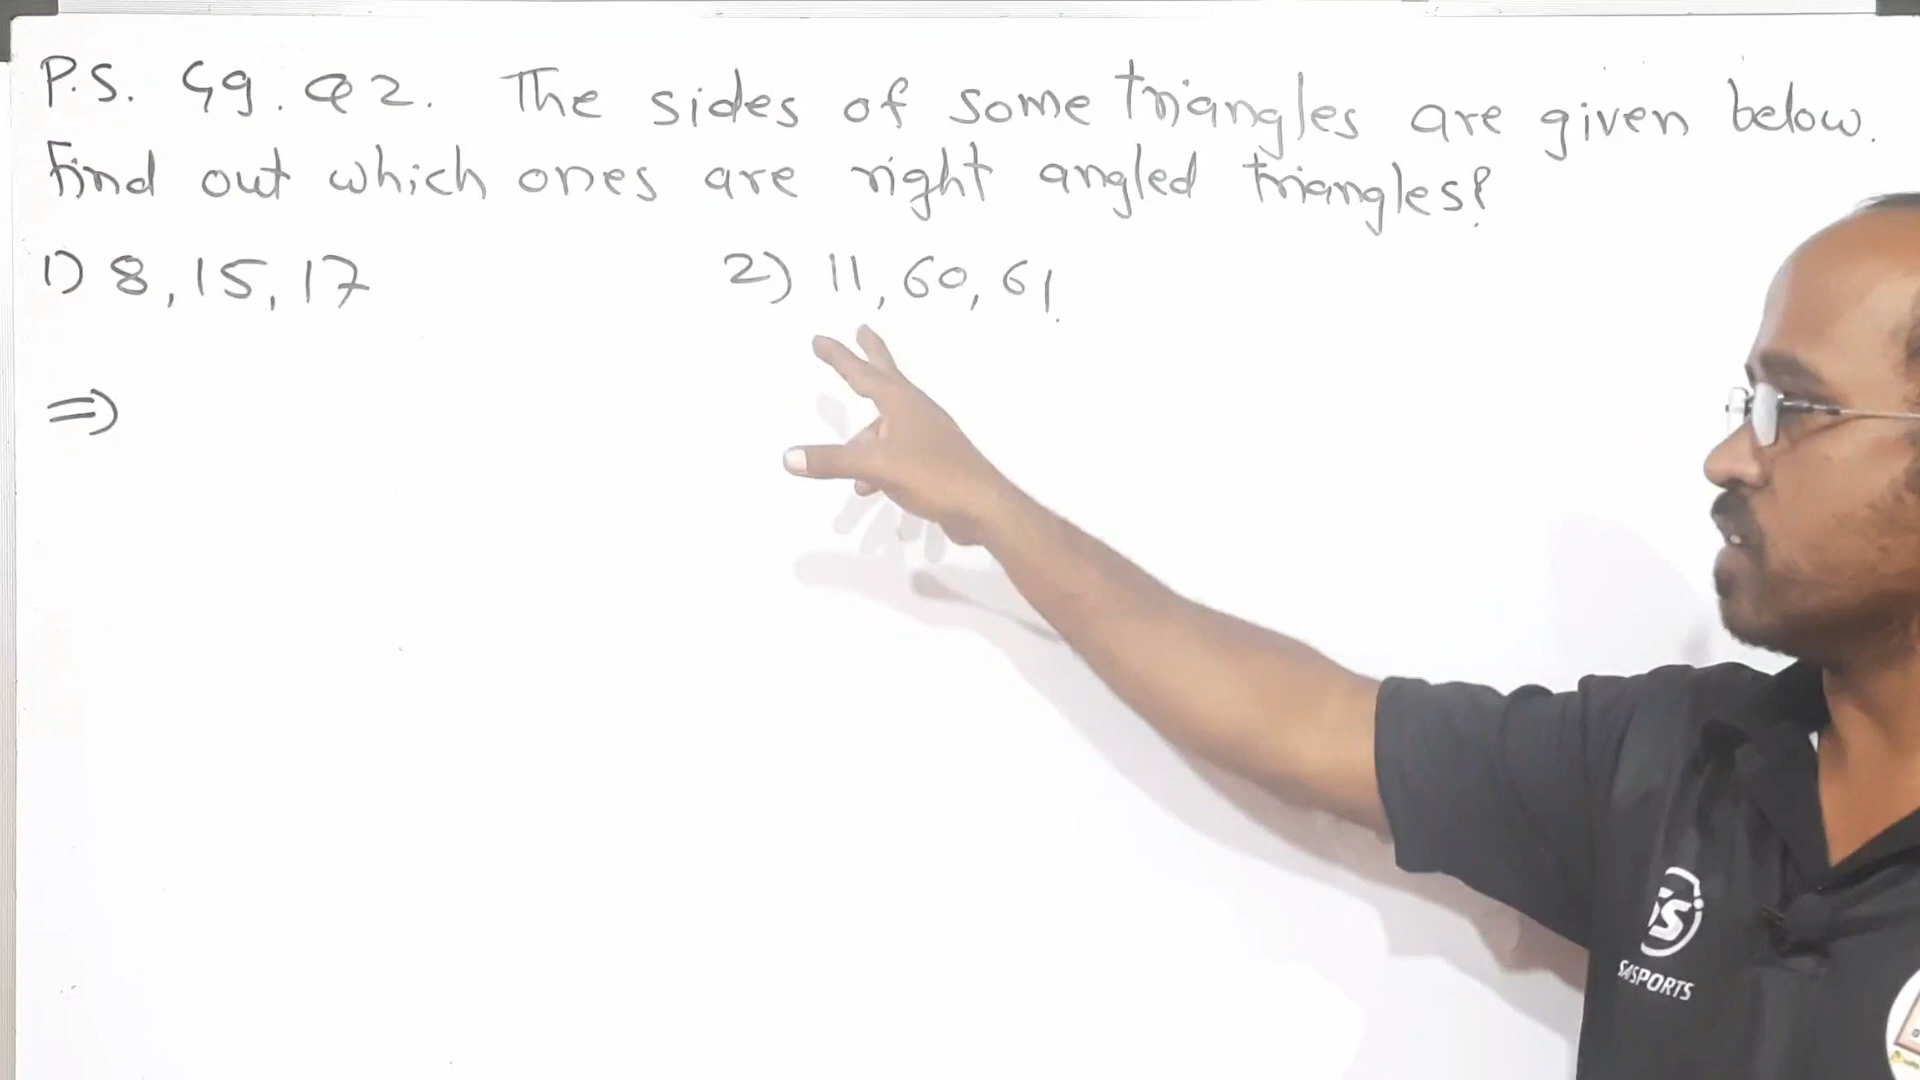 P.S. 49. Q2. The sides of some triangles are given below.
Find out which ones are right angled triangles?
1) 8, 15, 17
2) 11, 60, 61.
⇒
SASPORTS